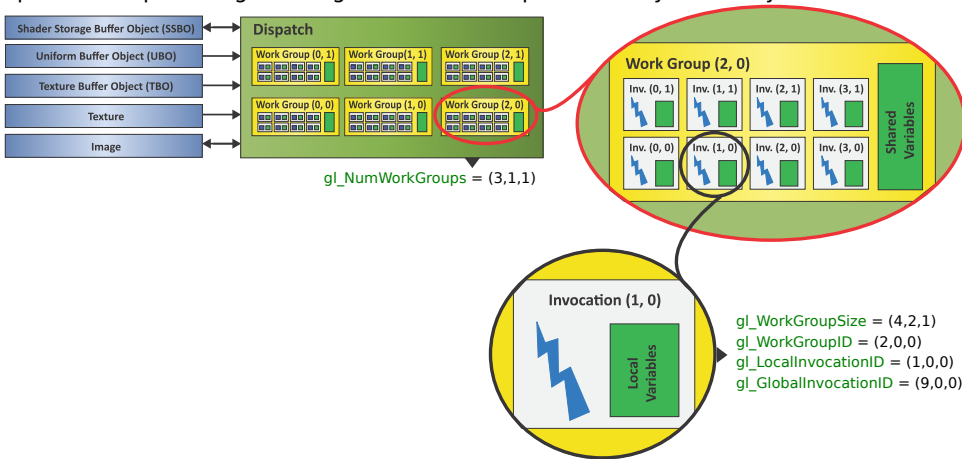 Shader Storage Buffer Object (SSBO)
Uniform Buffer Object (UBO)
Texture Buffer Object (TBO)
Texture
Image
Dispatch
Work Group (0, 1)
Work Group(1, 1)
Work Group (2, 1)
Work Group (0, 0)
Work Group (1, 0)
Work Group (2, 0)
gl_NumWorkGroups = (3,1,1)
Work Group (2, 0)
Inv. (0, 1)
Inv. (1, 1)
Inv. (2, 1)
Inv. (3, 1)
Inv. (0, 0)
Inv. (1, 0)
Inv. (2, 0)
Inv. (3, 0)
Shared
Variables
Invocation (1, 0)
Local
Variables
gl_WorkGroupSize = (4,2,1)
gl_WorkGroupID = (2,0,0)
gl_LocalInvocationID = (1,0,0)
gl_GlobalInvocationID = (9,0,0)